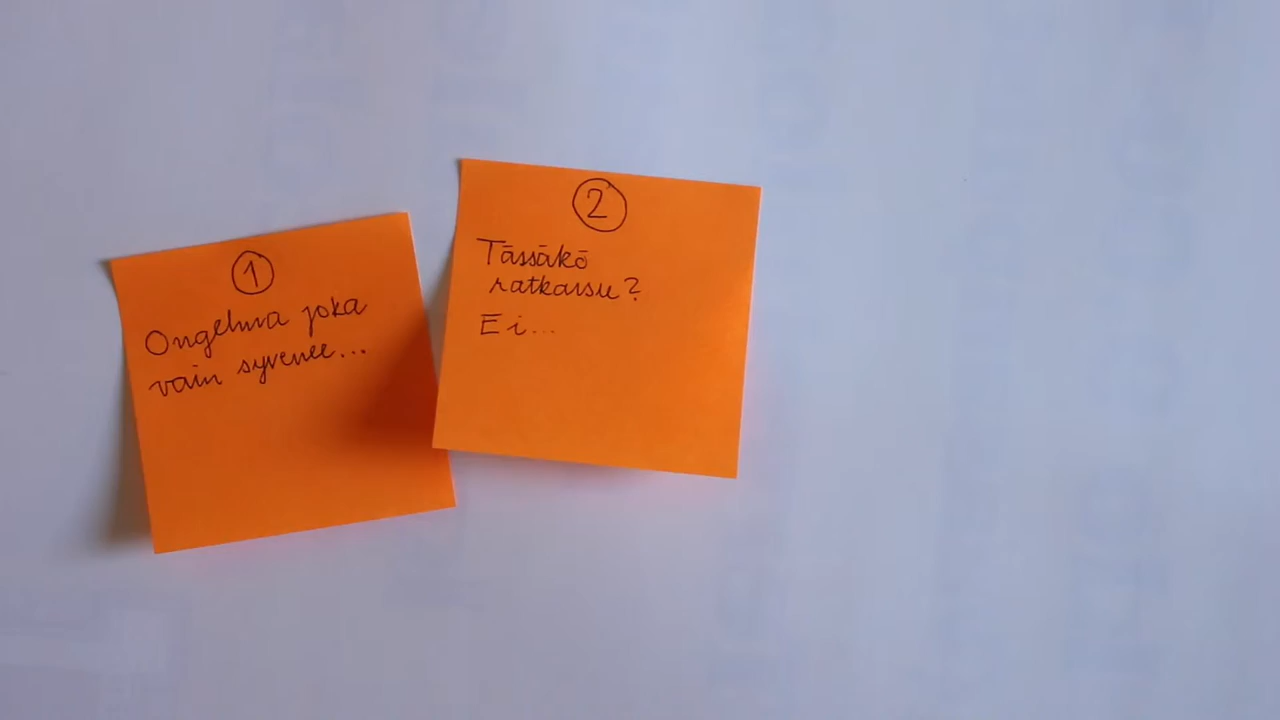 1
Ongelma joka
vain syvenee...
2
Tässäkö
ratkaisu?
Ei...